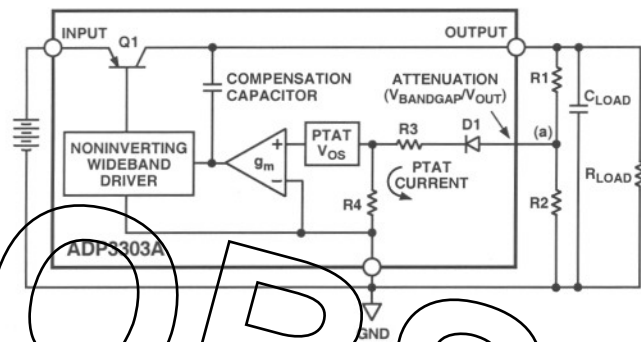 INPUT
Q1
OUTPUT
COMPENSATION
CAPACITOR
ATTENUATION
(VBANDGAP/VOUT)
R1
CLOAD
NONINVERTING
WIDEBAND
DRIVER
gm
+
−
PTAT
VOS
R3
D1
(a)
PTAT
CURRENT
R4
R2
RLOAD
ADP3303A
GND